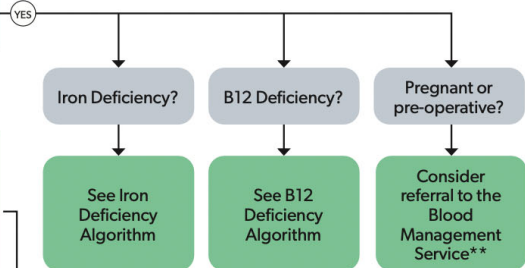 YES
Iron Deficiency?
B12 Deficiency?
Pregnant or
pre-operative?
See Iron
Deficiency
Algorithm
See B12
Deficiency
Algorithm
Consider
referral to the
Blood
Management
Service**